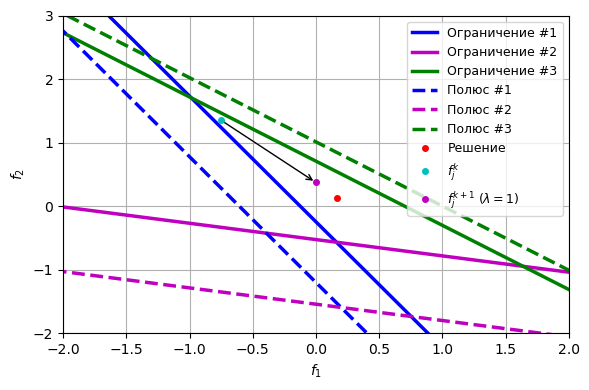 3
2
1
0
−1
−2
f₂
−2.0 −1.5 −1.0 −0.5 0.0 0.5 1.0 1.5 2.0
f₁
Ограничение #1
Ограничение #2
Ограничение #3
Полюс #1
Полюс #2
Полюс #3
Решение
f_j^k
f_j^{k+1} (λ = 1)